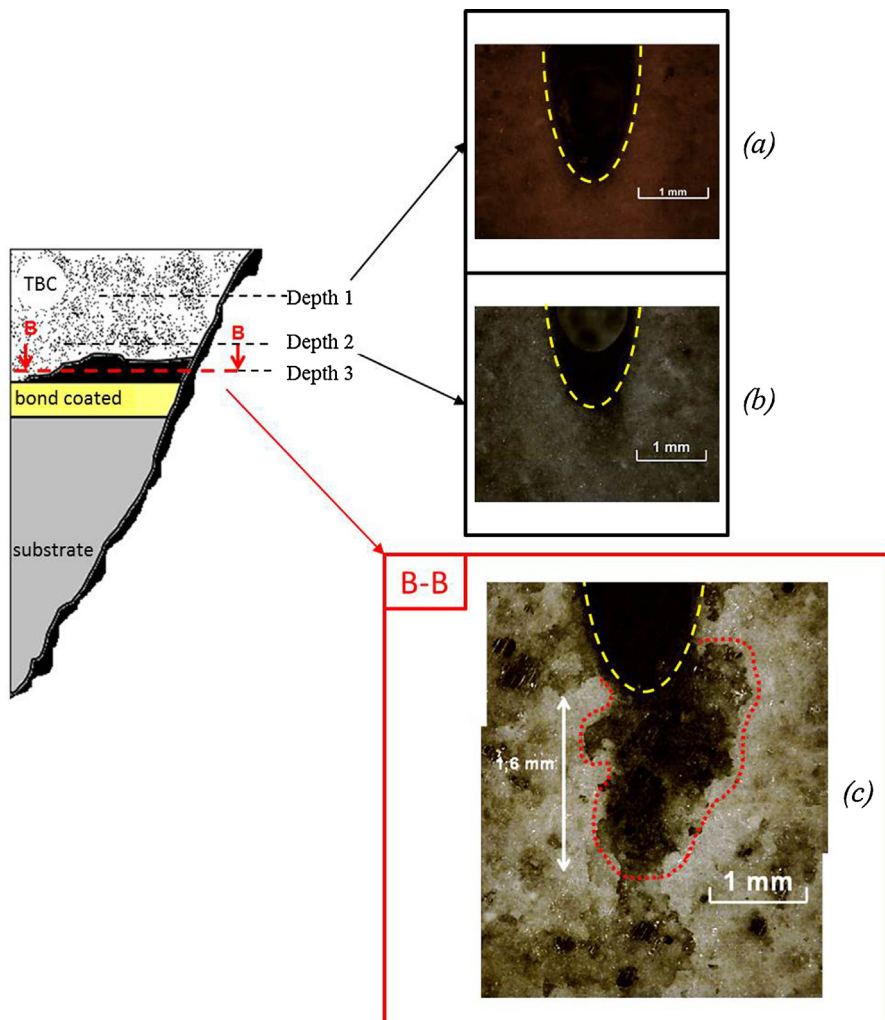 (a)
1 mm
TBC
Depth 1
B
B
Depth 2
Depth 3
bond coated
(b)
1 mm
substrate
B-B
1,6 mm
(c)
1 mm